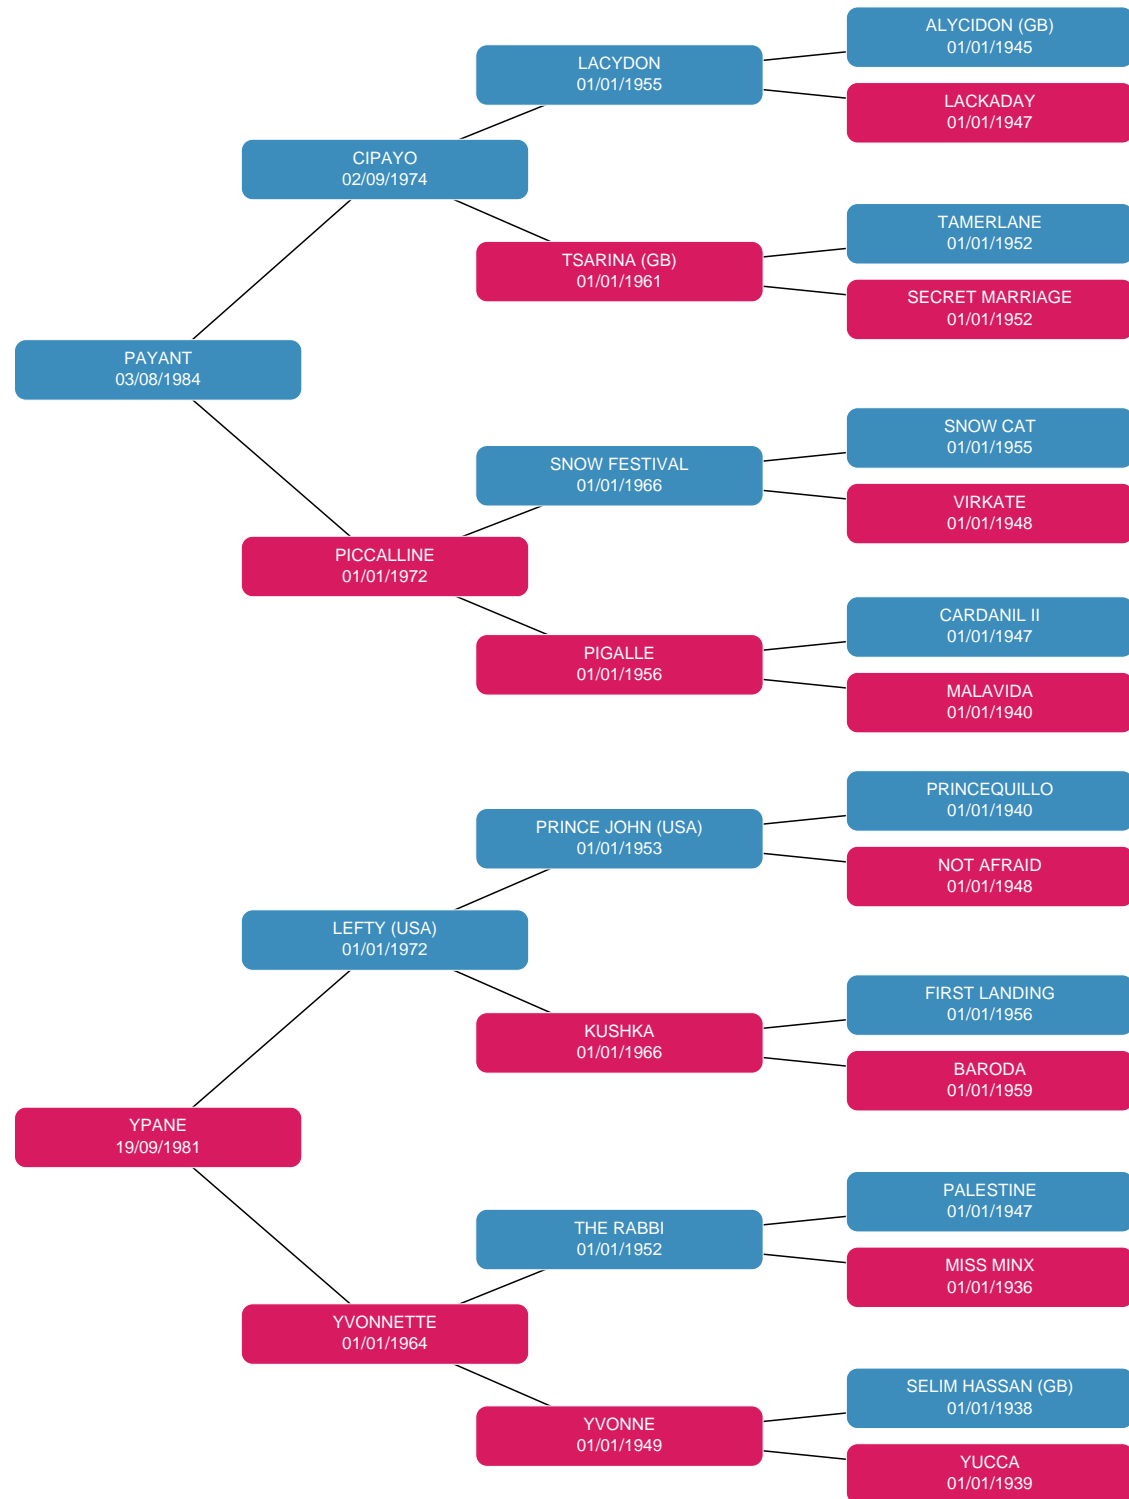 ALYCIDON (GB)
01/01/1945
LACYDON
01/01/1955
LACKADAY
01/01/1947
CIPAYO
02/09/1974
TAMERLANE
01/01/1952
TSARINA (GB)
01/01/1961
SECRET MARRIAGE
01/01/1952
PAYANT
03/08/1984
SNOW CAT
01/01/1955
SNOW FESTIVAL
01/01/1966
VIRKATE
01/01/1948
PICCALLINE
01/01/1972
CARDANIL II
01/01/1947
PIGALLE
01/01/1956
MALAVIDA
01/01/1940
PRINCEQUILLO
01/01/1940
PRINCE JOHN (USA)
01/01/1953
NOT AFRAID
01/01/1948
LEFTY (USA)
01/01/1972
FIRST LANDING
01/01/1956
KUSHKA
01/01/1966
BARODA
01/01/1959
YPANE
19/09/1981
PALESTINE
01/01/1947
THE RABBI
01/01/1952
MISS MINX
01/01/1936
YVONNETTE
01/01/1964
SELIM HASSAN (GB)
01/01/1938
YVONNE
01/01/1949
YUCCA
01/01/1939